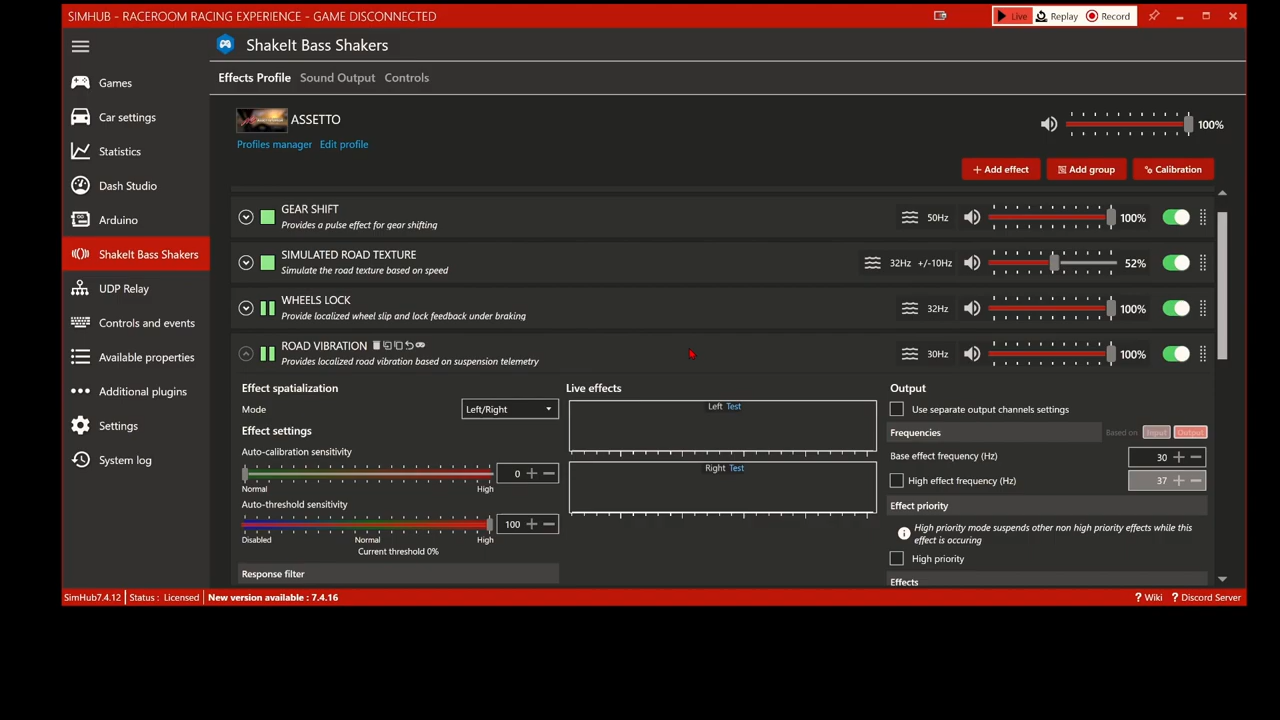 SIMHUB - RACEROOM RACING EXPERIENCE - GAME DISCONNECTED
Live Replay Record
ShakeIt Bass Shakers
Games
Car settings
Statistics
Dash Studio
Arduino
ShakeIt Bass Shakers
UDP Relay
Controls and events
Available properties
Additional plugins
Settings
System log
Effects Profile Sound Output Controls
ASSETTO
100%
Profiles manager Edit profile
+ Add effect Add group Calibration
GEAR SHIFT
Provides a pulse effect for gear shifting
50Hz 100%
SIMULATED ROAD TEXTURE
Simulate the road texture based on speed
32Hz +/-10Hz 52%
WHEELS LOCK
Provide localized wheel slip and lock feedback under braking
32Hz 100%
ROAD VIBRATION
Provides localized road vibration based on suspension telemetry
30Hz 100%
Effect spatialization
Mode Left/Right
Effect settings
Auto-calibration sensitivity
0 + −
Normal High
Auto-threshold sensitivity
100 + −
Disabled Normal High
Current threshold 0%
Response filter
Live effects
Left Test
Right Test
Output
Use separate output channels settings
Frequencies Based on Input Output
Base effect frequency (Hz) 30 + −
High effect frequency (Hz) 37 + −
Effect priority
High priority mode suspends other non high priority effects while this
effect is occuring
High priority
Effects
SimHub7.4.12 Status : Licensed New version available : 7.4.16
? Wiki ? Discord Server